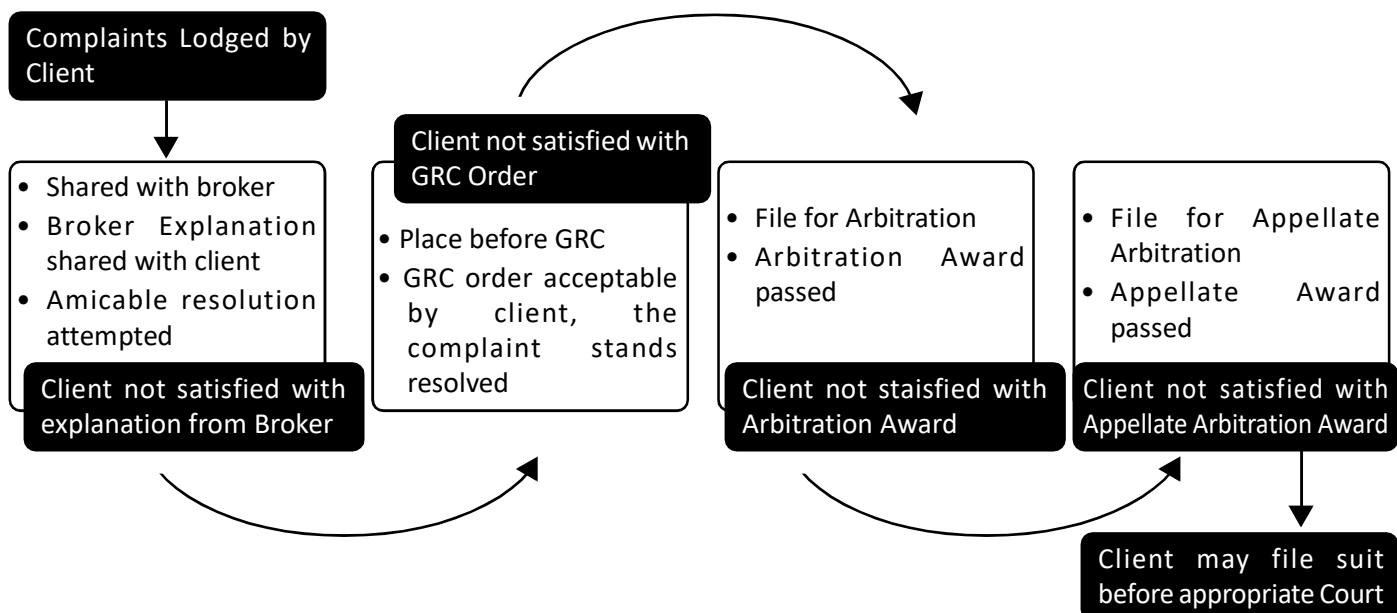 Complaints Lodged by
Client
• Shared with broker
• Broker Explanation
shared with client
• Amicable resolution
attempted
Client not satisfied with
explanation from Broker
Client not satisfied with
GRC Order
• Place before GRC
• GRC order acceptable
by client, the
complaint stands
resolved
• File for Arbitration
• Arbitration Award
passed
Client not staisfied with
Arbitration Award
• File for Appellate
Arbitration
• Appellate Award
passed
Client not satisfied with
Appellate Arbitration Award
Client may file suit
before appropriate Court